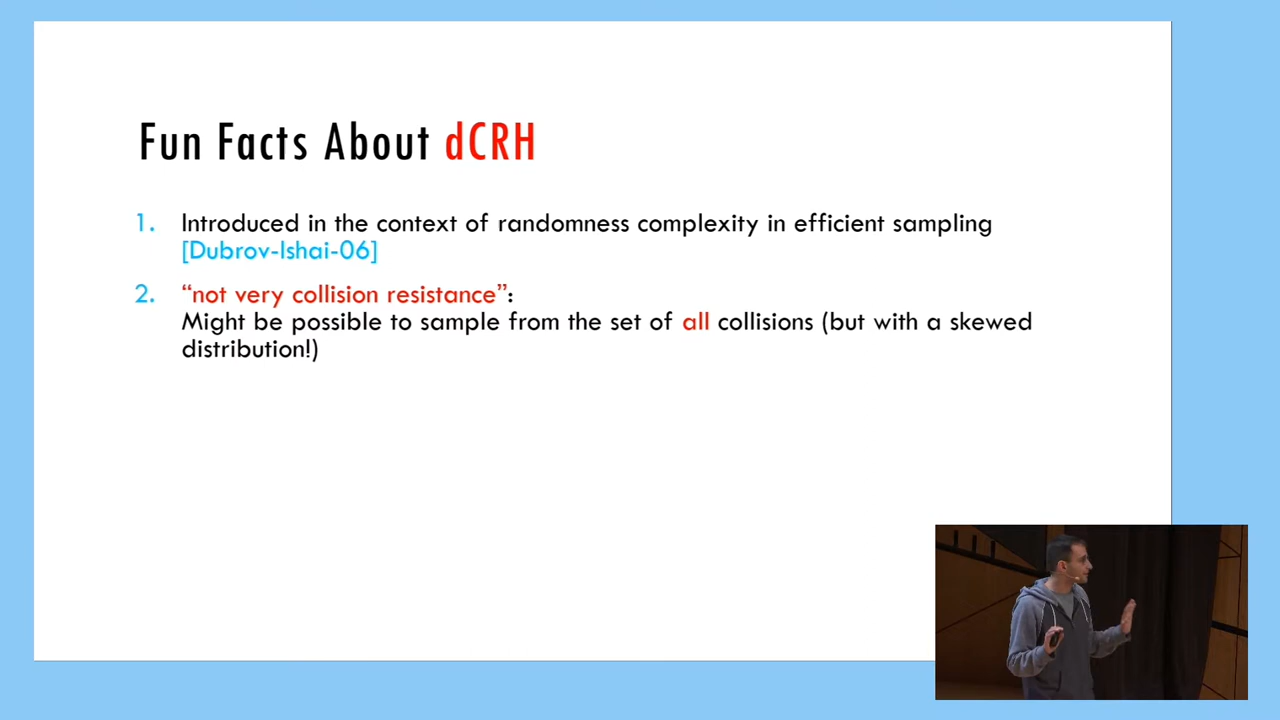 Fun Facts About dCRH
1. Introduced in the context of randomness complexity in efficient sampling
[Dubrov-Ishai-06]
2. “not very collision resistance”:
Might be possible to sample from the set of all collisions (but with a skewed
distribution!)